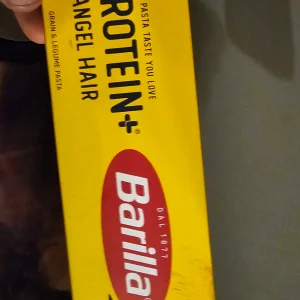 PASTA TASTE YOU LOVE
ROTEIN+®
ANGEL HAIR
GRAIN & LEGUME PASTA
DAL 1877
Barilla®